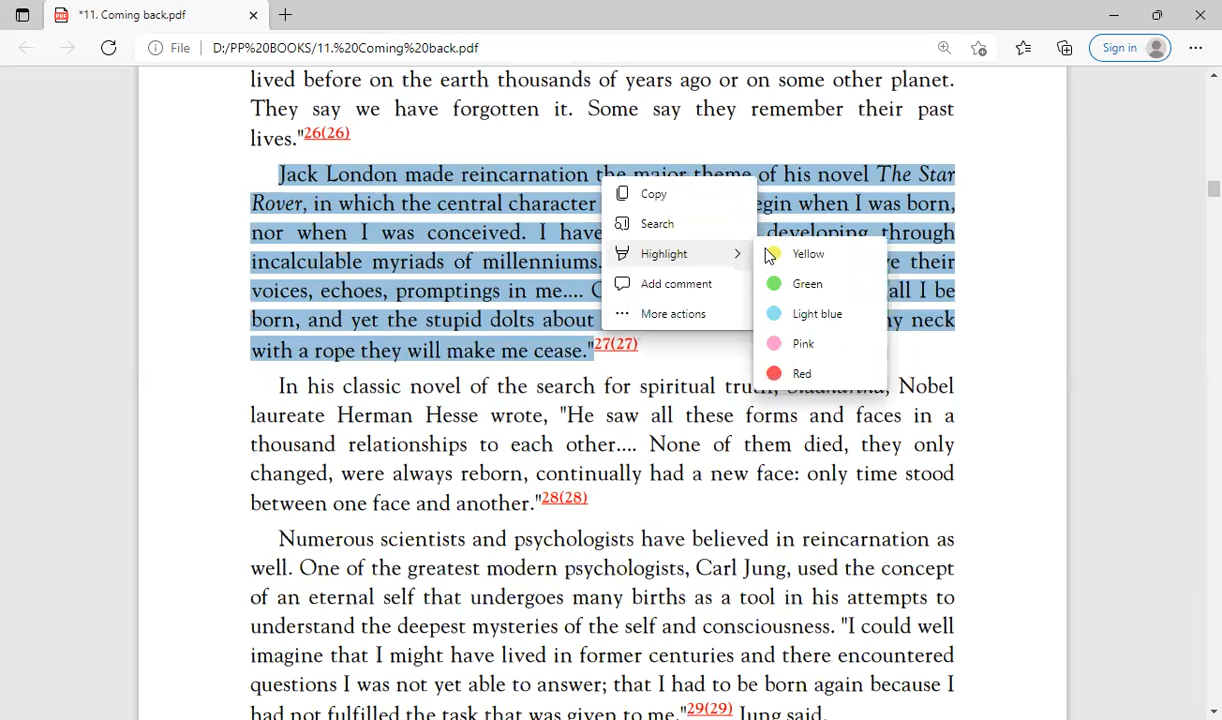 *11. Coming back.pdf
File
D:/PP%20BOOKS/11.%20Coming%20back.pdf
Sign in
lived before on the earth thousands of years ago or on some other planet.
They say we have forgotten it. Some say they remember their past
lives."26(26)
Jack London made reincarnation the major theme of his novel The Star
Rover, in which the central character egin when I was born,
nor when I was conceived. I have developing through
incalculable myriads of millenniums. e their
voices, echoes, promptings in me.... all I be
born, and yet the stupid dolts about y neck
with a rope they will make me cease."27(27)
Copy
Search
Highlight
Add comment
More actions
Yellow
Green
Light blue
Pink
Red
In his classic novel of the search for spiritual truth, Siddhartha, Nobel
laureate Herman Hesse wrote, "He saw all these forms and faces in a
thousand relationships to each other.... None of them died, they only
changed, were always reborn, continually had a new face: only time stood
between one face and another."28(28)
Numerous scientists and psychologists have believed in reincarnation as
well. One of the greatest modern psychologists, Carl Jung, used the concept
of an eternal self that undergoes many births as a tool in his attempts to
understand the deepest mysteries of the self and consciousness. "I could well
imagine that I might have lived in former centuries and there encountered
questions I was not yet able to answer; that I had to be born again because I
had not fulfilled the task that was given to me."29(29) Jung said.